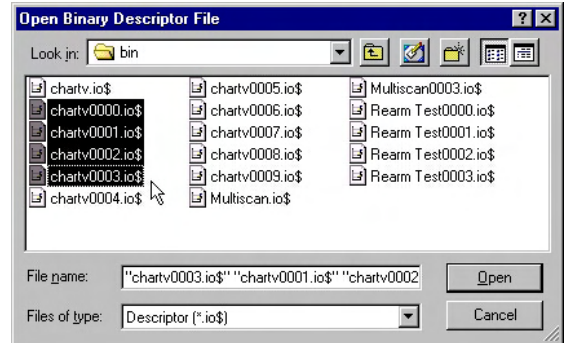 Open Binary Descriptor File
Look in: bin
chartv.io$
chartv0000.io$
chartv0001.io$
chartv0002.io$
chartv0003.io$
chartv0004.io$
chartv0005.io$
chartv0006.io$
chartv0007.io$
chartv0008.io$
chartv0009.io$
Multiscan.io$
Multiscan0003.io$
Rearm Test0000.io$
Rearm Test0001.io$
Rearm Test0002.io$
Rearm Test0003.io$
File name: "chartv0003.io$" "chartv0001.io$" "chartv0002 Open
Files of type: Descriptor (*.io$) Cancel